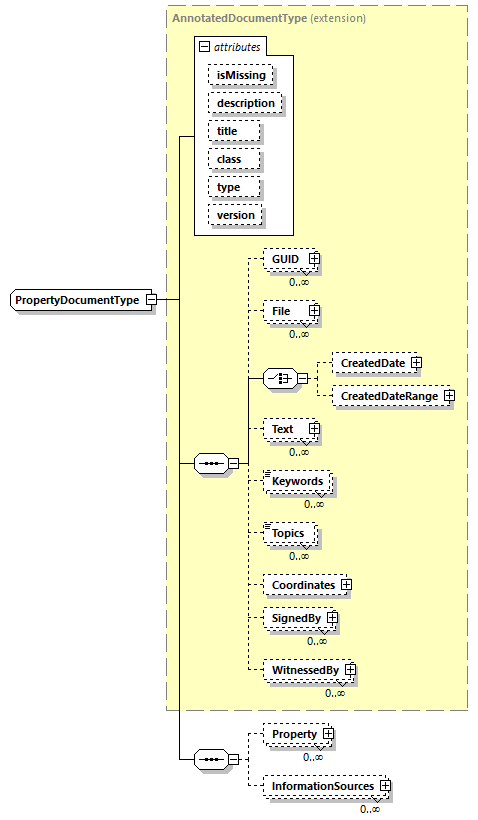 AnnotatedDocumentType (extension)
attributes
isMissing
description
title
class
type
version
PropertyDocumentType
GUID
0..∞
File
0..∞
CreatedDate
CreatedDateRange
Text
0..∞
Keywords
0..∞
Topics
0..∞
Coordinates
SignedBy
0..∞
WitnessedBy
0..∞
Property
0..∞
InformationSources
0..∞